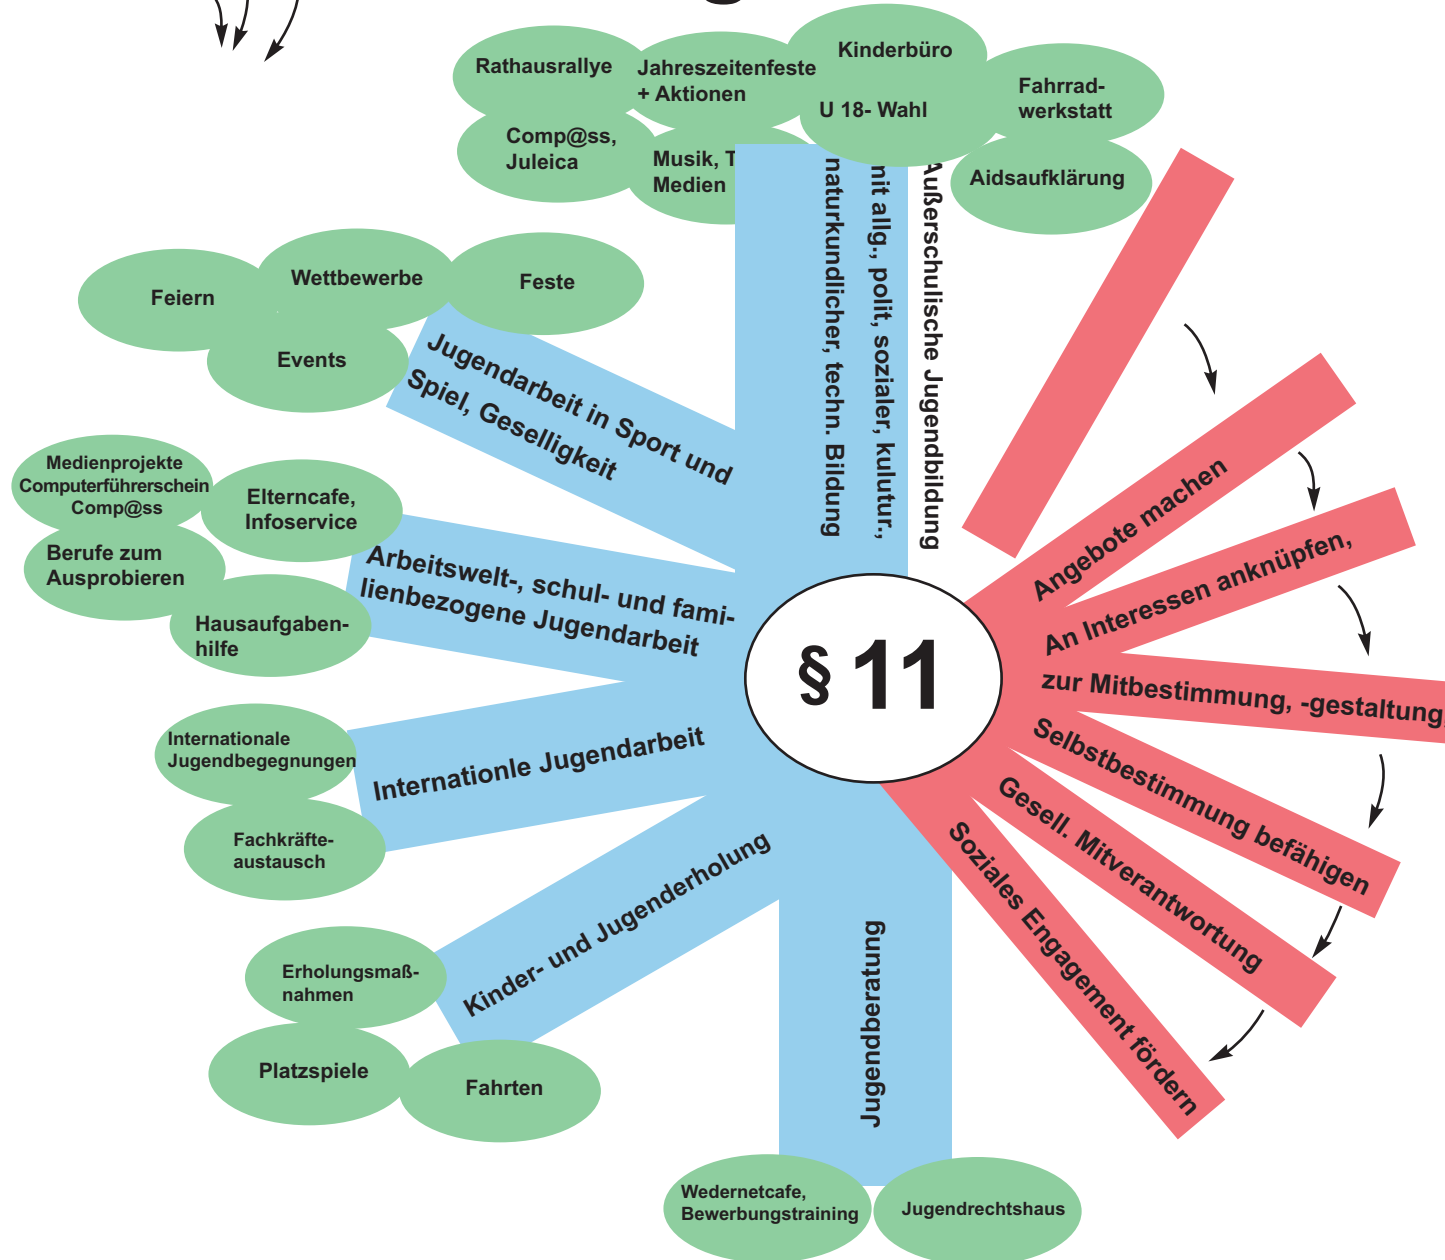 Rathausrallye
Jahreszeitenfeste
+ Aktionen
Kinderbüro
U 18- Wahl
Fahrrad-
werkstatt
Comp@ss,
Juleica
Musik,
Medien
Aidsaufklärung
Außerschulische Jugendbildung
mit allg., polit, sozialer, kulutur.,
naturkundlicher, techn. Bildung
Feiern
Wettbewerbe
Feste
Events
Jugendarbeit in Sport und
Spiel, Geselligkeit
Medienprojekte
Computerführerschein
Comp@ss
Elterncafe,
Infoservice
Berufe zum
Ausprobieren
Hausaufgaben-
hilfe
Arbeitswelt-, schul- und fami-
lienbezogene Jugendarbeit
§ 11
Angebote machen
An Interessen anknüpfen,
zur Mitbestimmung, -gestaltung,
Selbstbestimmung befähigen
Gesell. Mitverantwortung
Soziales Engagement fördern
Internationale
Jugendbegegnungen
Fachkräfte-
austausch
Internationle Jugendarbeit
Erholungsmaß-
nahmen
Platzspiele
Fahrten
Kinder- und Jugenderholung
Jugendberatung
Wedernetcafe,
Bewerbungstraining
Jugendrechtshaus